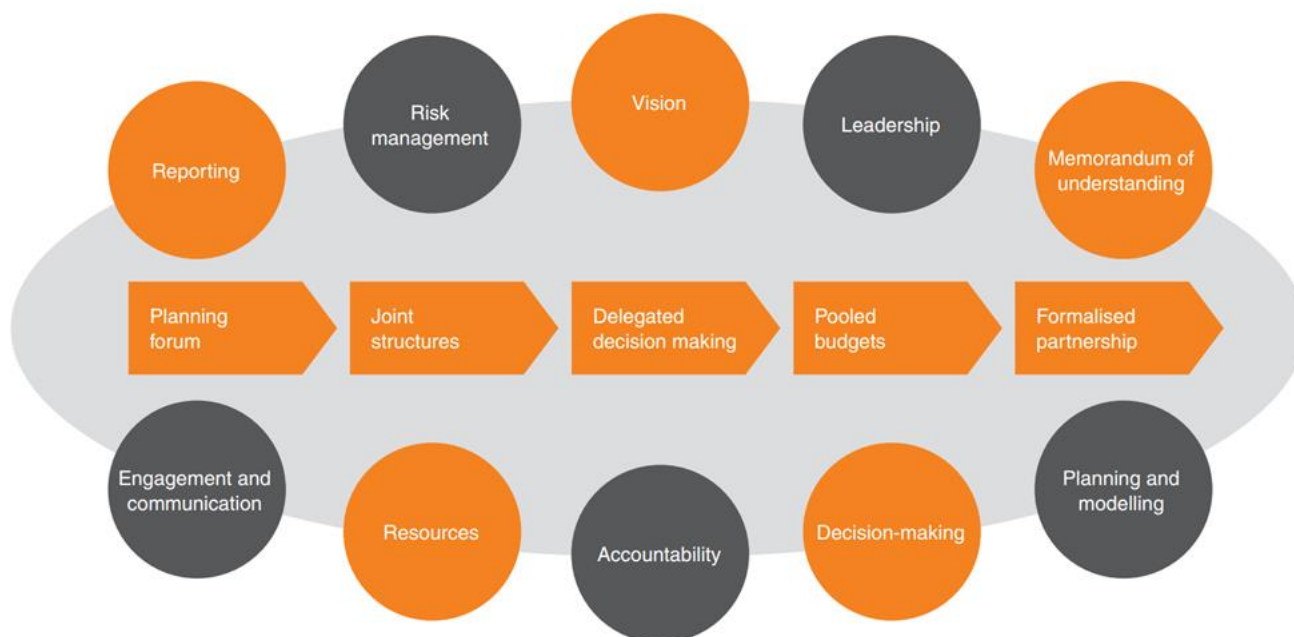 Reporting
Risk
management
Vision
Leadership
Memorandum of
understanding
Planning
forum
Joint
structures
Delegated
decision making
Pooled
budgets
Formalised
partnership
Engagement and
communication
Resources
Accountability
Decision-making
Planning and
modelling